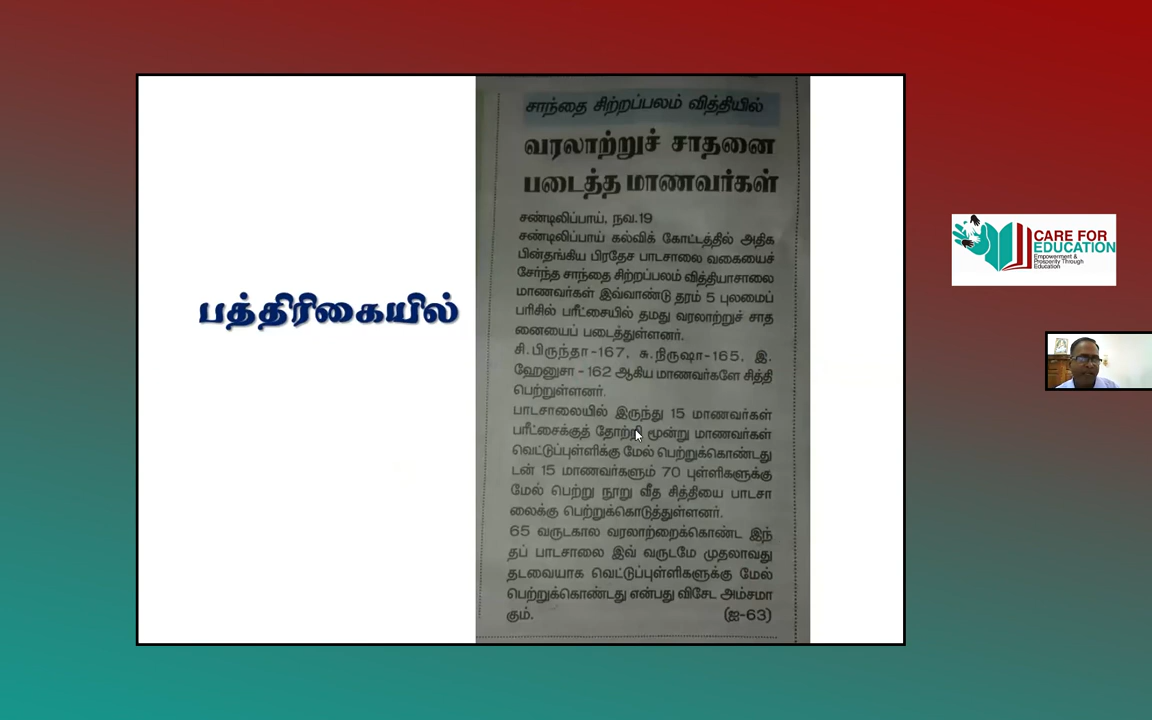 பத்திரிகையில்
சாந்தை சிற்றப்பலம் வித்தியில்
வரலாற்றுச் சாதனை
படைத்த மாணவர்கள்
சண்டிலிப்பாய், நவ.19
சண்டிலிப்பாய் கல்விக் கோட்டத்தில் அதிக
பின்தங்கிய பிரதேச பாடசாலை வகையைச்
சேர்ந்த சாந்தை சிற்றப்பலம் வித்தியாசாலை
மாணவர்கள் இவ்வாண்டு தரம் 5 புலமைப்
பரிசில் பரீட்சையில் தமது வரலாற்றுச் சாத
னையைப் படைத்துள்ளனர்.
சி.பிருந்தா-167, சு.நிருஷா-165, இ.
ஹேனுசா - 162 ஆகிய மாணவர்களே சித்தி
பெற்றுள்ளனர்.
பாடசாலையில் இருந்து 15 மாணவர்கள்
பரீட்சைக்குத் தோற்றி மூன்று மாணவர்கள்
வெட்டுப்புள்ளிக்கு மேல் பெற்றுக்கொண்டது
டன் 15 மாணவர்களும் 70 புள்ளிகளுக்கு
மேல் பெற்று நூறு வீத சித்தியை பாடசா
லைக்கு பெற்றுக்கொடுத்துள்ளனர்.
65 வருடகால வரலாற்றைக்கொண்ட இந்
தப் பாடசாலை இவ் வருடமே முதலாவது
தடவையாக வெட்டுப்புள்ளிகளுக்கு மேல்
பெற்றுக்கொண்டது என்பது விசேட அம்சமா
கும். (ஐ-63)
CARE FOR
EDUCATION
Empowerment &
Prosperity Through
Education